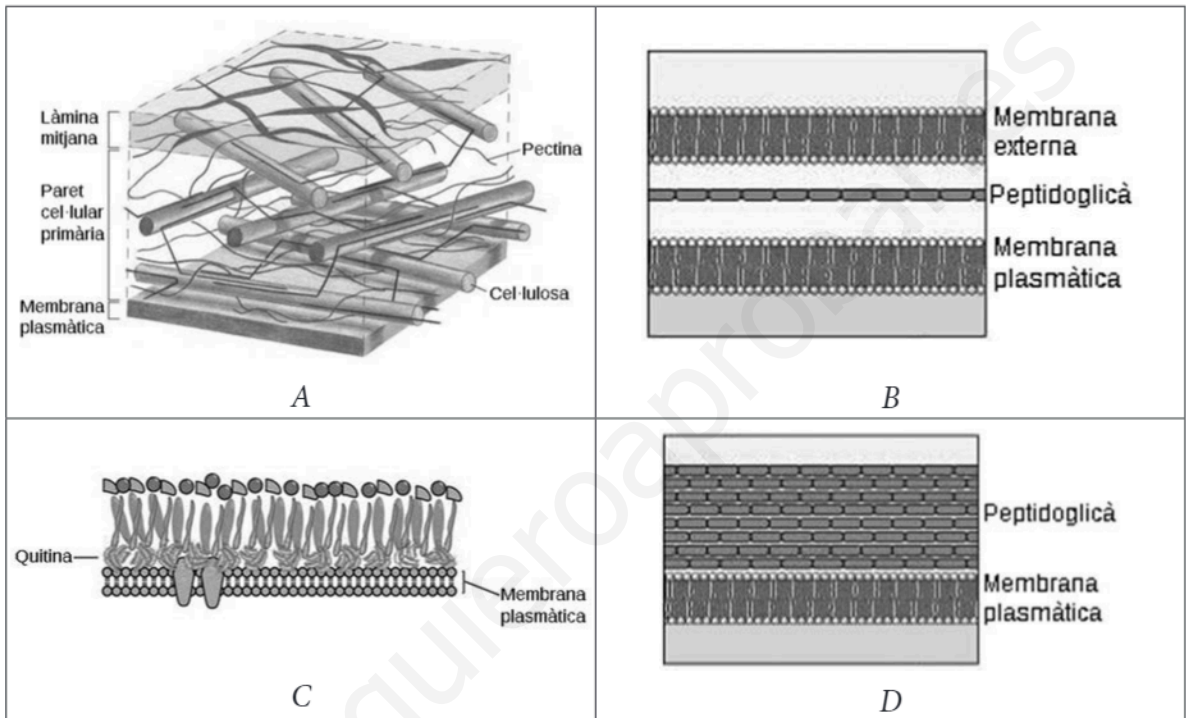 Làmina
mitjana
Pectina
Paret
cel·lular
primària
Cel·lulosa
Membrana
plasmàtica
A
Membrana
externa
Peptidoglicà
Membrana
plasmàtica
B
Quitina
Membrana
plasmàtica
C
Peptidoglicà
Membrana
plasmàtica
D